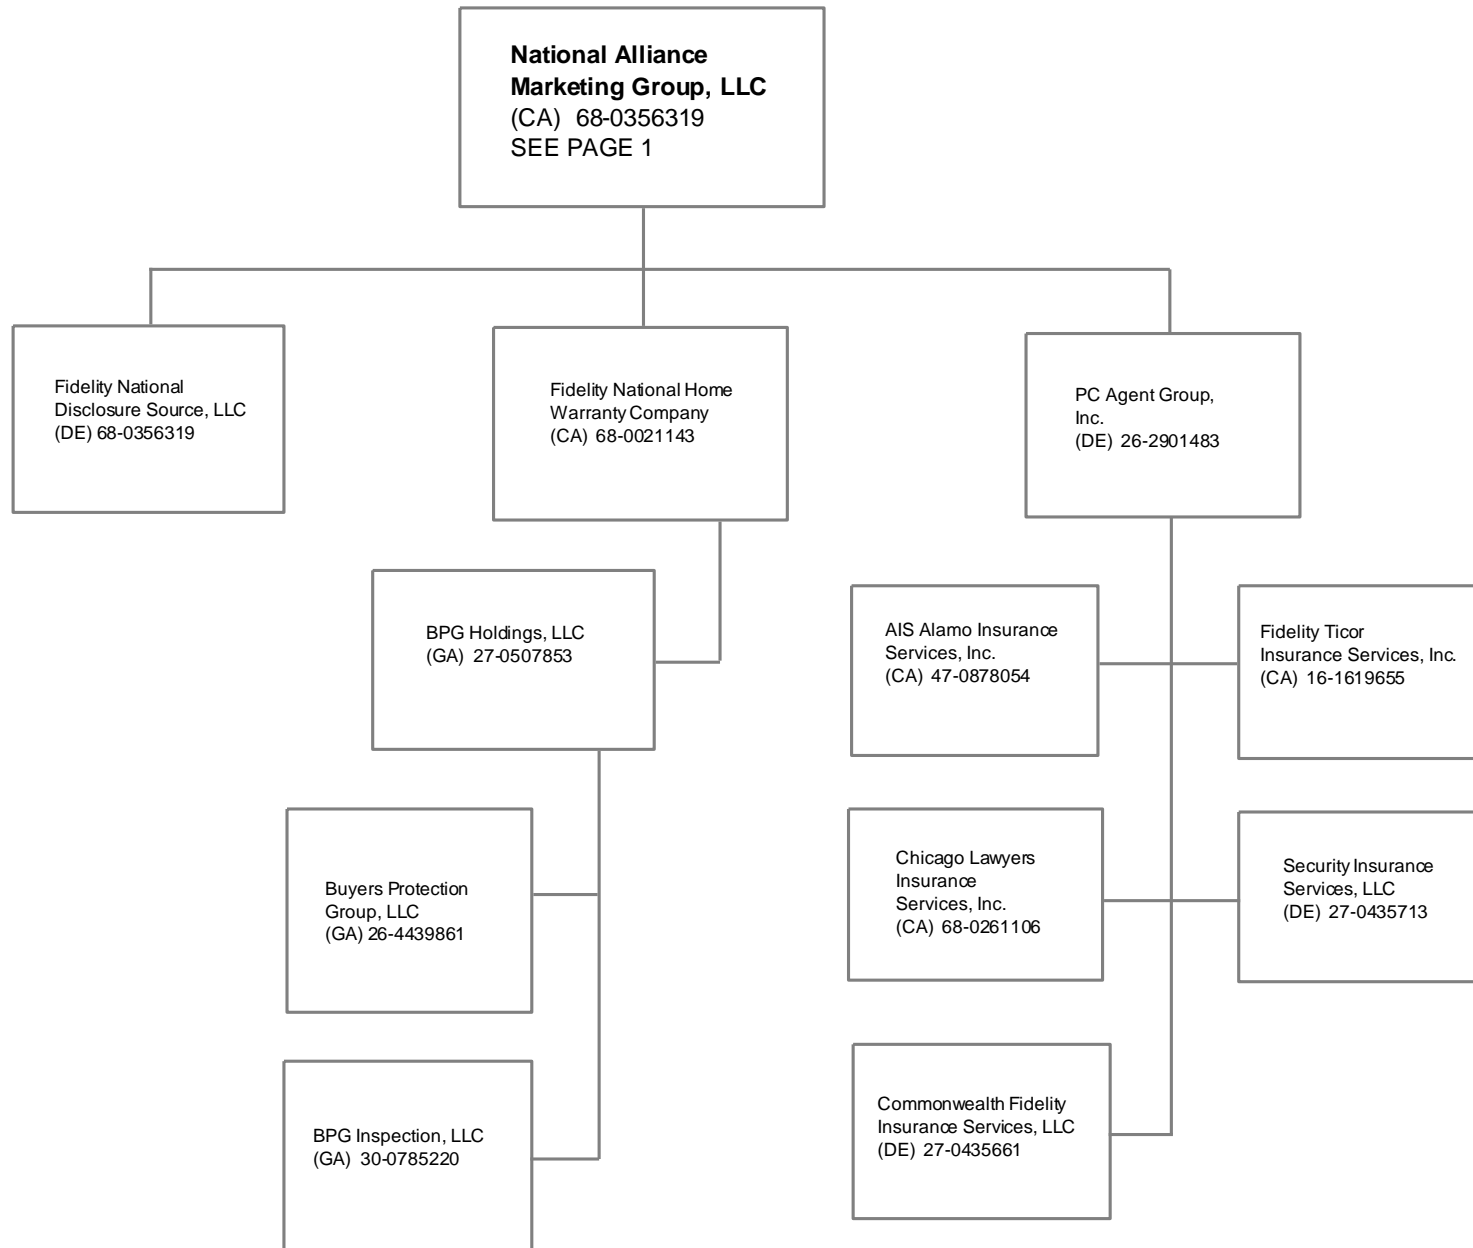 National Alliance
Marketing Group, LLC
(CA) 68-0356319
SEE PAGE 1
Fidelity National
Disclosure Source, LLC
(DE) 68-0356319
Fidelity National Home
Warranty Company
(CA) 68-0021143
PC Agent Group,
Inc.
(DE) 26-2901483
BPG Holdings, LLC
(GA) 27-0507853
AIS Alamo Insurance
Services, Inc.
(CA) 47-0878054
Fidelity Ticor
Insurance Services, Inc.
(CA) 16-1619655
Buyers Protection
Group, LLC
(GA) 26-4439861
Chicago Lawyers
Insurance
Services, Inc.
(CA) 68-0261106
Security Insurance
Services, LLC
(DE) 27-0435713
BPG Inspection, LLC
(GA) 30-0785220
Commonwealth Fidelity
Insurance Services, LLC
(DE) 27-0435661